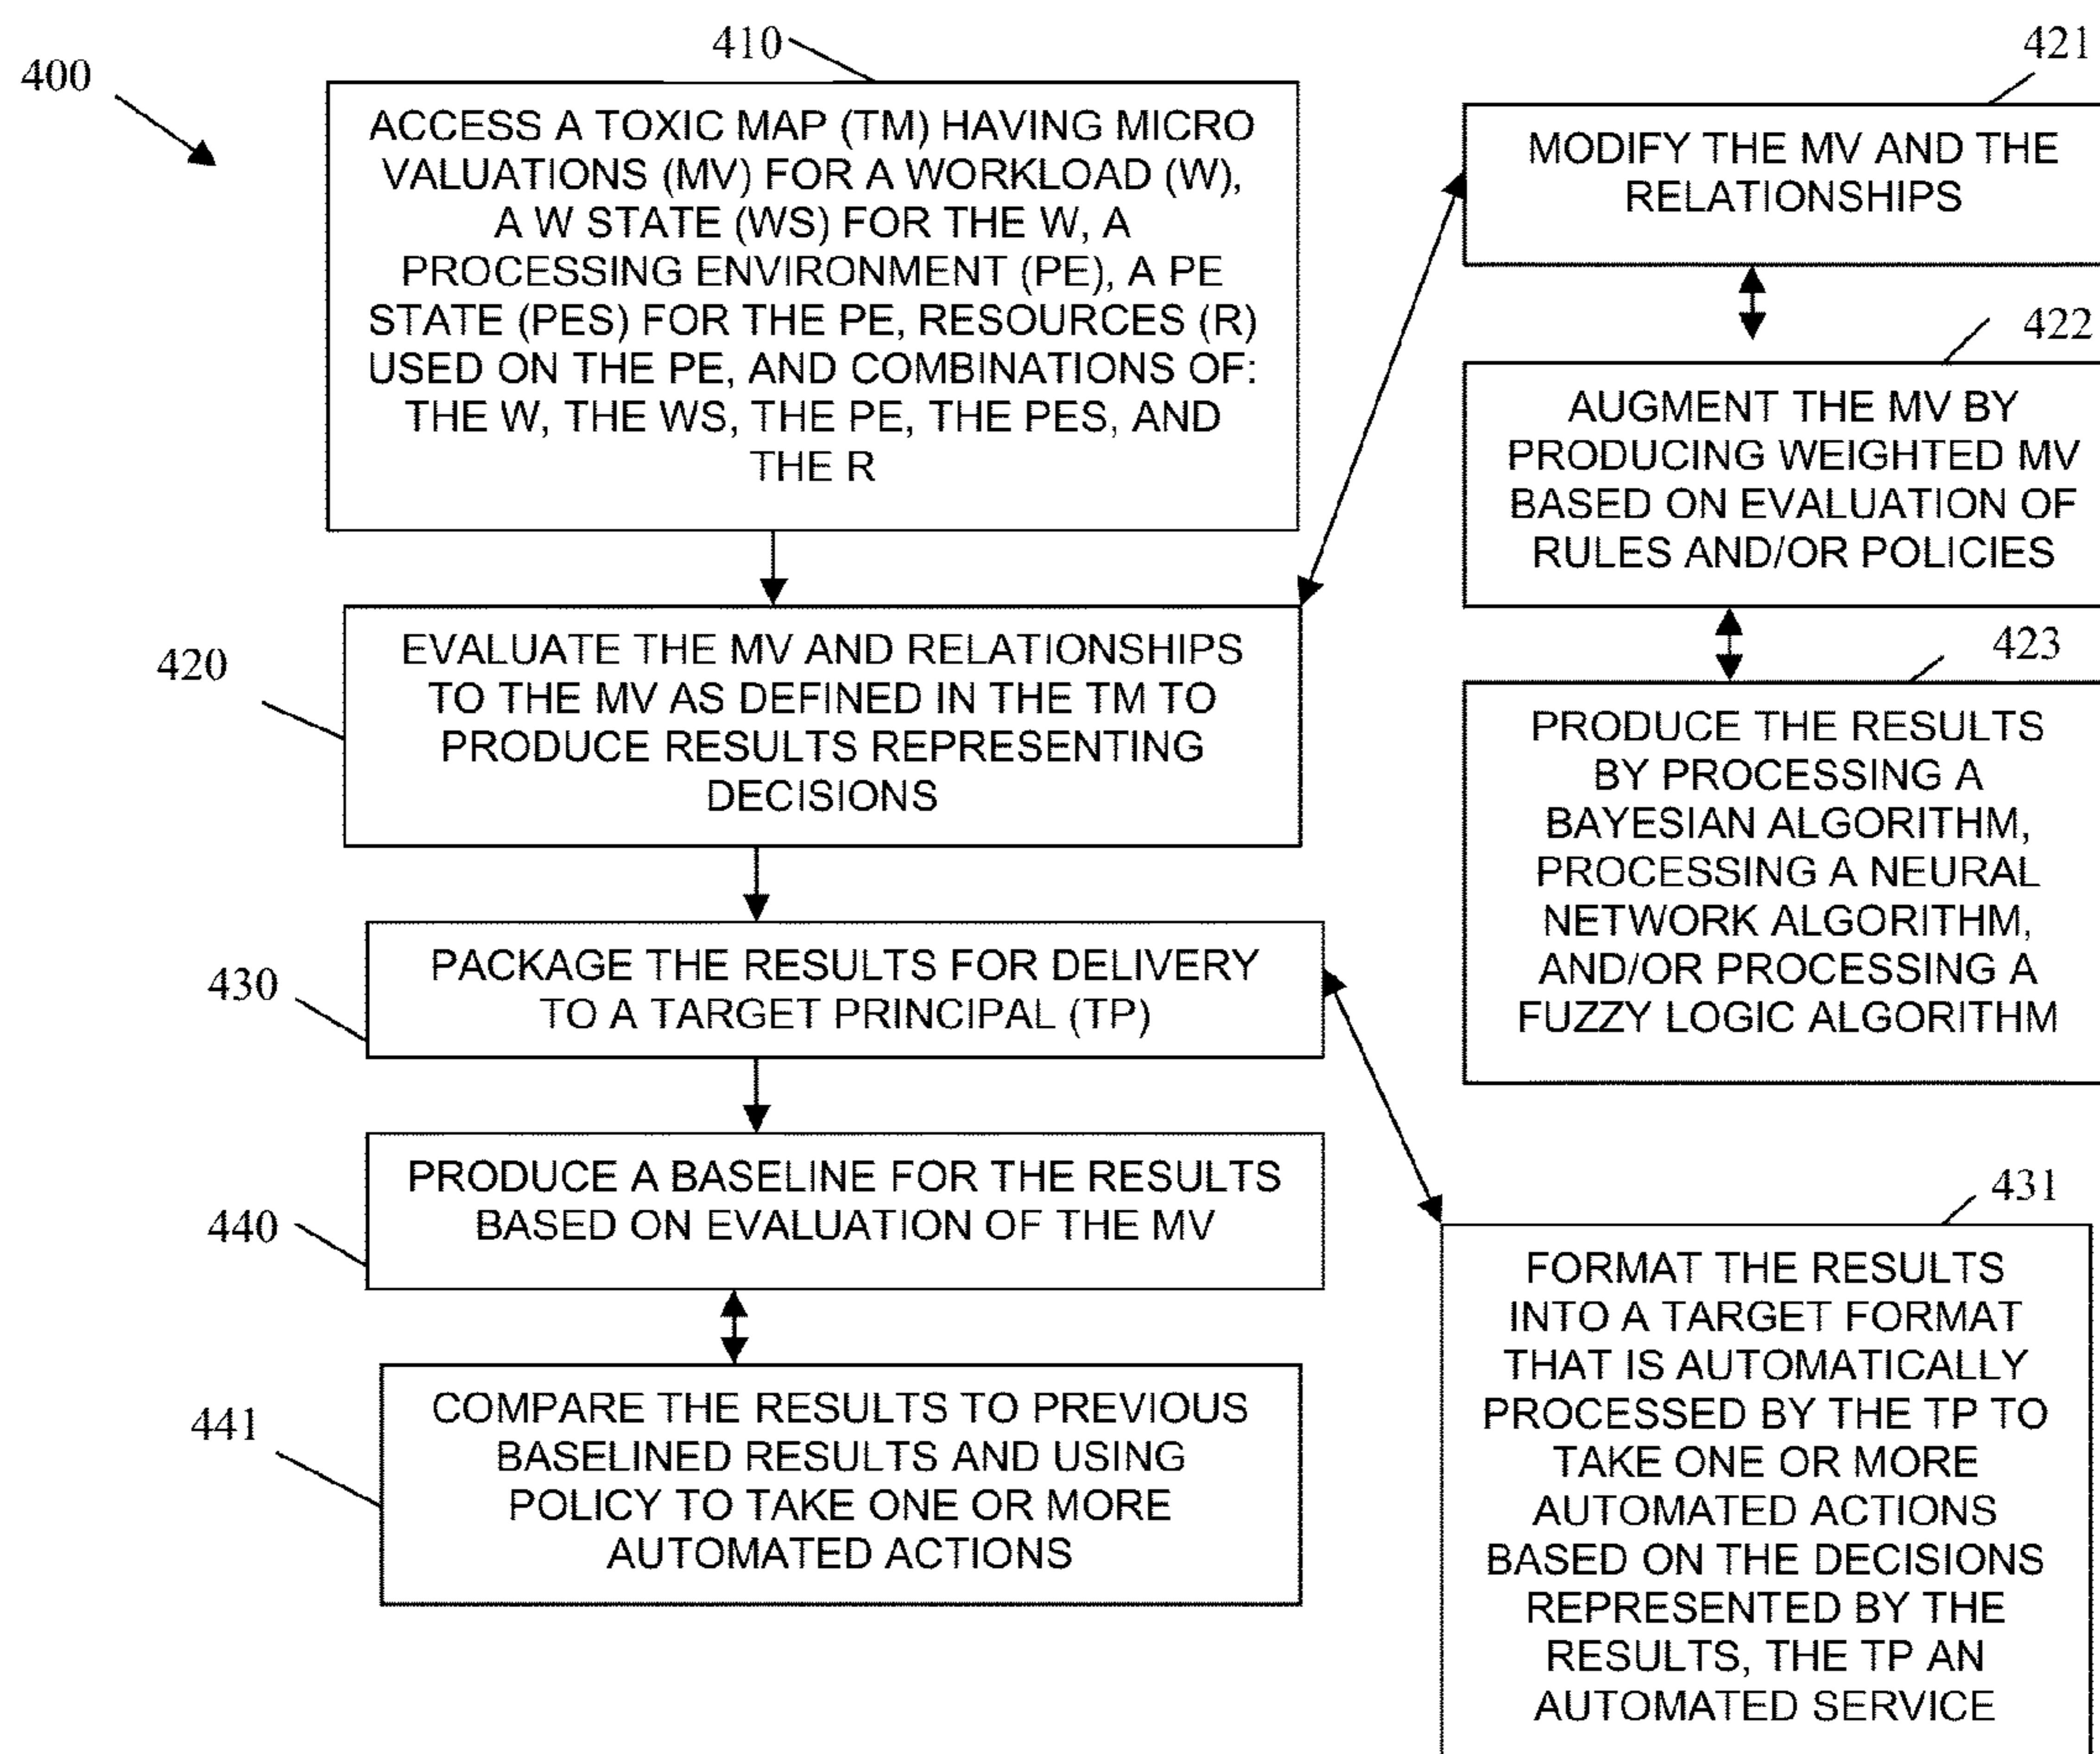 400
410
ACCESS A TOXIC MAP (TM) HAVING MICRO
VALUATIONS (MV) FOR A WORKLOAD (W),
A W STATE (WS) FOR THE W, A
PROCESSING ENVIRONMENT (PE), A PE
STATE (PES) FOR THE PE, RESOURCES (R)
USED ON THE PE, AND COMBINATIONS OF:
THE W, THE WS, THE PE, THE PES, AND
THE R
420
EVALUATE THE MV AND RELATIONSHIPS
TO THE MV AS DEFINED IN THE TM TO
PRODUCE RESULTS REPRESENTING
DECISIONS
430
PACKAGE THE RESULTS FOR DELIVERY
TO A TARGET PRINCIPAL (TP)
440
PRODUCE A BASELINE FOR THE RESULTS
BASED ON EVALUATION OF THE MV
441
COMPARE THE RESULTS TO PREVIOUS
BASELINED RESULTS AND USING
POLICY TO TAKE ONE OR MORE
AUTOMATED ACTIONS
421
MODIFY THE MV AND THE
RELATIONSHIPS
422
AUGMENT THE MV BY
PRODUCING WEIGHTED MV
BASED ON EVALUATION OF
RULES AND/OR POLICIES
423
PRODUCE THE RESULTS
BY PROCESSING A
BAYESIAN ALGORITHM,
PROCESSING A NEURAL
NETWORK ALGORITHM,
AND/OR PROCESSING A
FUZZY LOGIC ALGORITHM
431
FORMAT THE RESULTS
INTO A TARGET FORMAT
THAT IS AUTOMATICALLY
PROCESSED BY THE TP TO
TAKE ONE OR MORE
AUTOMATED ACTIONS
BASED ON THE DECISIONS
REPRESENTED BY THE
RESULTS, THE TP AN
AUTOMATED SERVICE